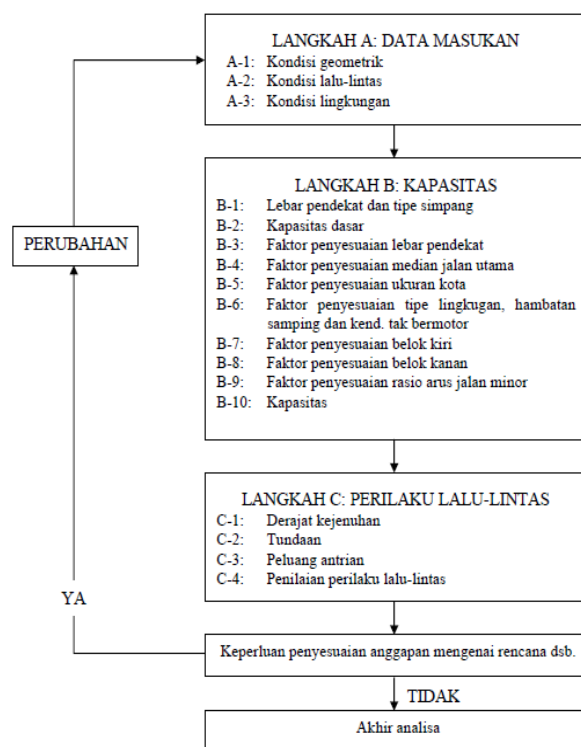 LANGKAH A: DATA MASUKAN
A-1: Kondisi geometrik
A-2: Kondisi lalu-lintas
A-3: Kondisi lingkungan
LANGKAH B: KAPASITAS
B-1: Lebar pendekat dan tipe simpang
B-2: Kapasitas dasar
B-3: Faktor penyesuaian lebar pendekat
B-4: Faktor penyesuaian median jalan utama
B-5: Faktor penyesuaian ukuran kota
B-6: Faktor penyesuaian tipe lingkugan, hambatan
samping dan kend. tak bermotor
B-7: Faktor penyesuaian belok kiri
B-8: Faktor penyesuaian belok kanan
B-9: Faktor penyesuaian rasio arus jalan minor
B-10: Kapasitas
PERUBAHAN
LANGKAH C: PERILAKU LALU-LINTAS
C-1: Derajat kejenuhan
C-2: Tundaan
C-3: Peluang antrian
C-4: Penilaian perilaku lalu-lintas
YA
Keperluan penyesuaian anggapan mengenai rencana dsb.
TIDAK
Akhir analisa